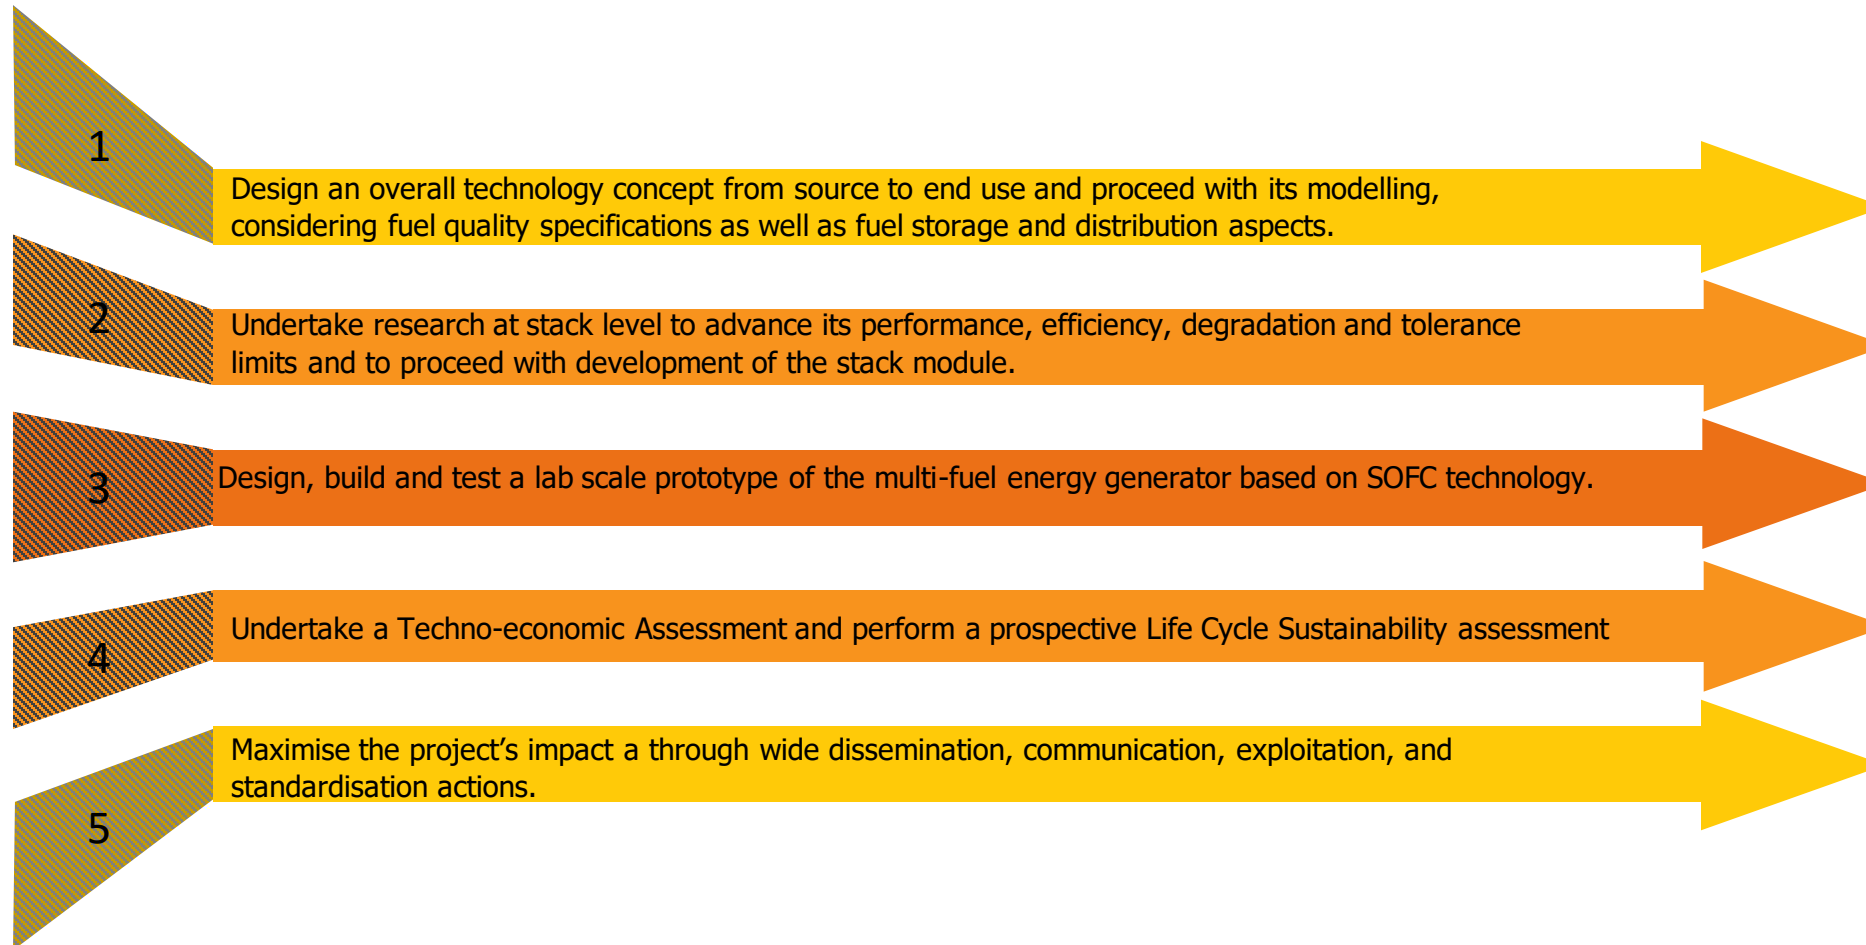 1
Design an overall technology concept from source to end use and proceed with its modelling,
considering fuel quality specifications as well as fuel storage and distribution aspects.
2
Undertake research at stack level to advance its performance, efficiency, degradation and tolerance
limits and to proceed with development of the stack module.
3
Design, build and test a lab scale prototype of the multi-fuel energy generator based on SOFC technology.
4
Undertake a Techno-economic Assessment and perform a prospective Life Cycle Sustainability assessment
5
Maximise the project’s impact a through wide dissemination, communication, exploitation, and
standardisation actions.